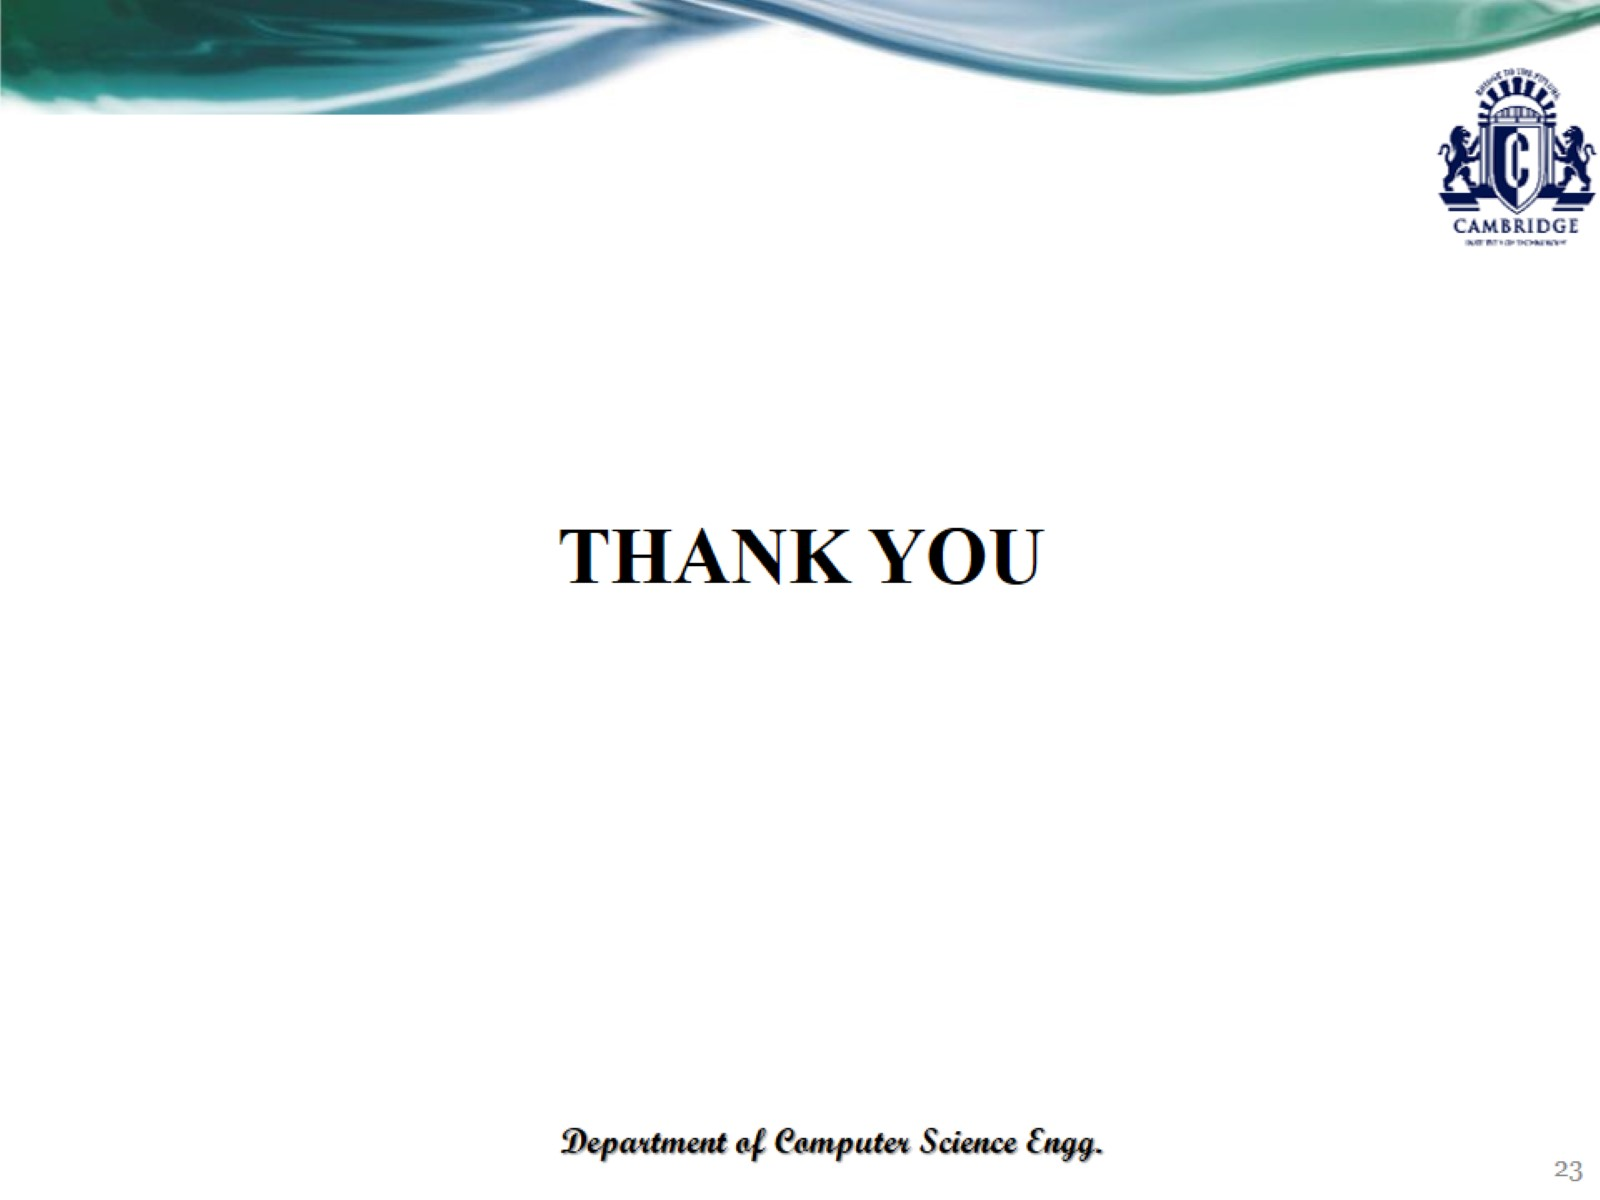 CAMBRIDGE
THANK YOU
Department of Computer Science Engg.
23